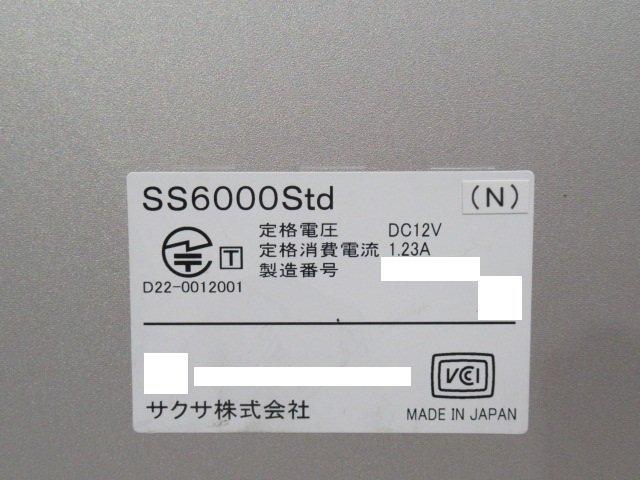 SS6000Std
(N)
定格電圧 DC12V
定格消費電流 1.23A
製造番号
T
D22-0012001
VCCI
サクサ株式会社
MADE IN JAPAN